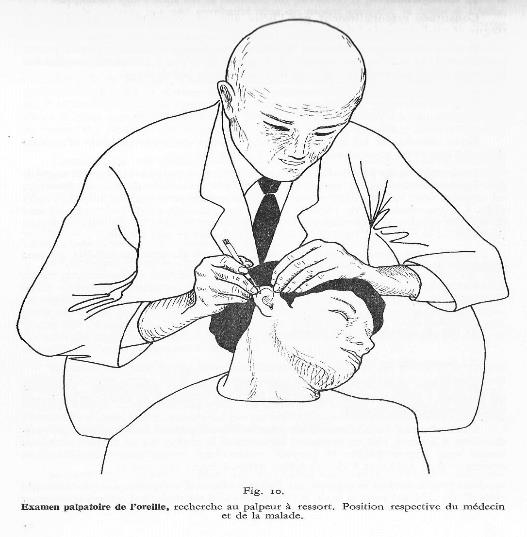 Fig. 10.
Examen palpatoire de l'oreille, recherche au palpeur à ressort. Position respective du médecin
et de la malade.